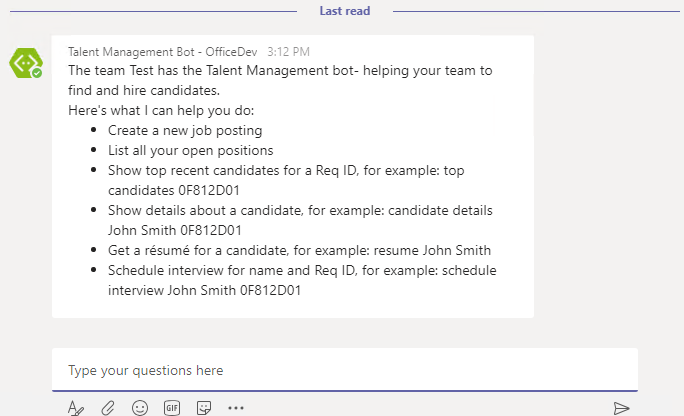 Last read
Talent Management Bot - OfficeDev 3:12 PM
The team Test has the Talent Management bot- helping your team to
find and hire candidates.
Here's what I can help you do:
• Create a new job posting
• List all your open positions
• Show top recent candidates for a Req ID, for example: top
candidates 0F812D01
• Show details about a candidate, for example: candidate details
John Smith 0F812D01
• Get a résumé for a candidate, for example: resume John Smith
• Schedule interview for name and Req ID, for example: schedule
interview John Smith 0F812D01
Type your questions here
GIF